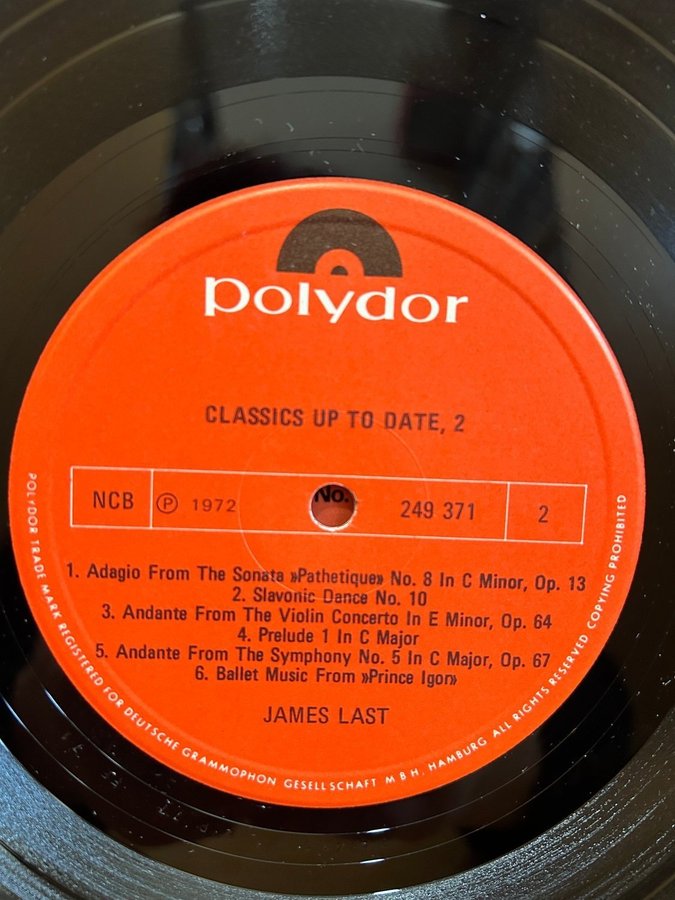 polydor
CLASSICS UP TO DATE, 2
NCB ℗ 1972 No. 249 371 2
1. Adagio From The Sonata »Pathetique» No. 8 In C Minor, Op. 13
2. Slavonic Dance No. 10
3. Andante From The Violin Concerto In E Minor, Op. 64
4. Prelude 1 In C Major
5. Andante From The Symphony No. 5 In C Major, Op. 67
6. Ballet Music From »Prince Igor»
JAMES LAST
POLYDOR TRADE MARK REGISTERED FOR DEUTSCHE GRAMMOPHON GESELLSCHAFT M B H. HAMBURG ALL RIGHTS RESERVED COPYING PROHIBITED